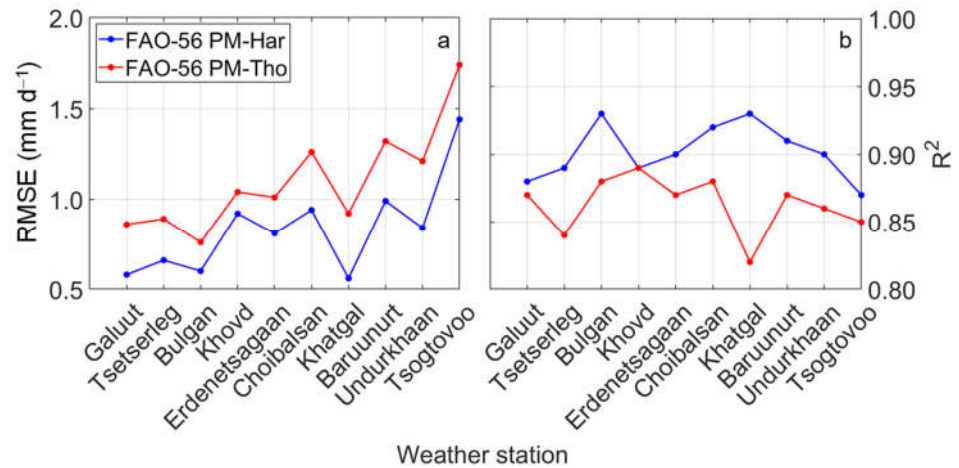 2.0
1.5
1.0
0.5
RMSE (mm d⁻¹)
FAO-56 PM-Har
FAO-56 PM-Tho
a
Galuut
Tsetserleg
Bulgan
Khovd
Erdenetsagaan
Choibalsan
Khatgal
Baruunurt
Undurkhaan
Tsogtovoo
b
1.00
0.95
0.90
0.85
0.80
R²
Galuut
Tsetserleg
Bulgan
Khovd
Erdenetsagaan
Choibalsan
Khatgal
Baruunurt
Undurkhaan
Tsogtovoo
Weather station